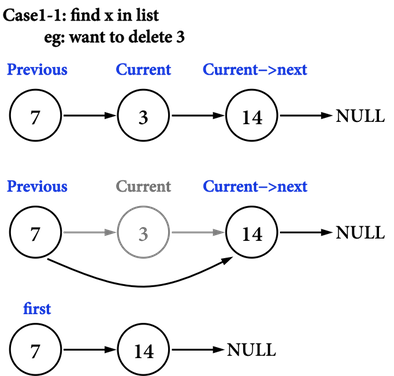 Case1-1: find x in list
eg: want to delete 3
Previous Current Current->next
7 3 14 NULL
Previous Current Current->next
7 3 14 NULL
first
7 14 NULL